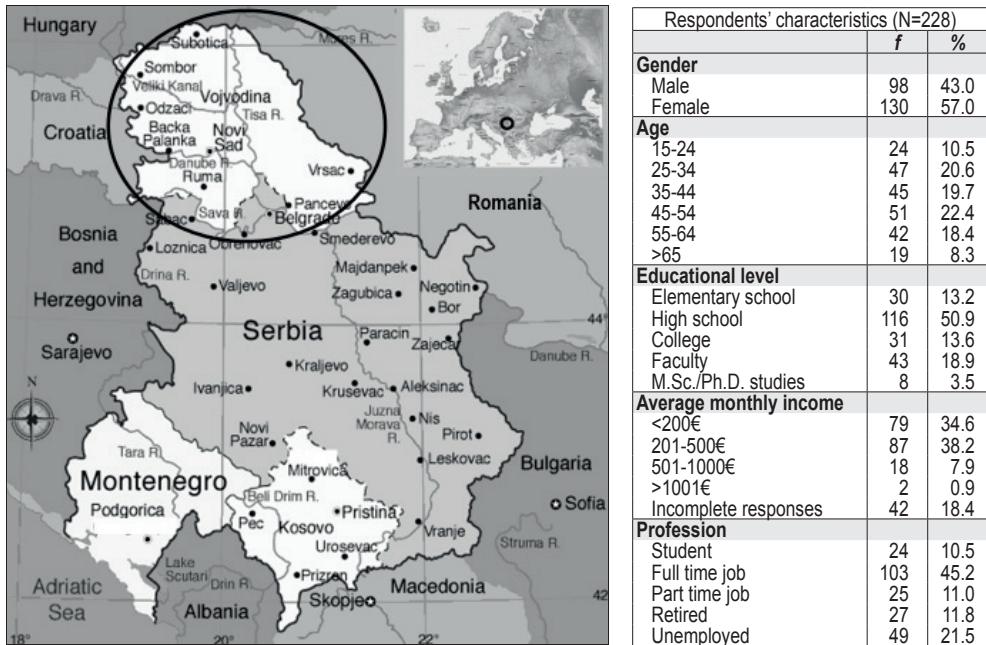 Hungary
Subotica
Mures R.
Sombor
Veliki Kanal
Vojvodina
Drava R.
Odzaci
Tisa R.
Croatia
Backa
Palanka
Novi
Sad
Danube R.
Ruma
Vrsac
Sava R.
Pancevo
Romania
Sabac
Belgrade
Bosnia
and
Herzegovina
Obrenovac
Smederevo
Loznica
Drina R.
Majdanpek
Valjevo
Zagubica
Negotin
Bor
Serbia
44°
Paracin
Zajecar
Sarajevo
Danube R.
Kraljevo
N
Ivanjica
Krusevac
Aleksinac
Juzna
Morava
R.
Nis
Novi
Pazar
Pirot
Tara R.
Leskovac
Bulgaria
Mitrovica
Montenegro
Beli Drim R.
Sofia
Podgorica
Pec
Kosovo
Pristina
Vranje
Struma R.
Urosevac
Lake
Scutari
Drin R.
Prizren
Macedonia
Adriatic
Sea
Albania
Skopje
42
18°
20°
22°
Respondents’ characteristics (N=228)
f %
Gender
Male 98 43.0
Female 130 57.0
Age
15-24 24 10.5
25-34 47 20.6
35-44 45 19.7
45-54 51 22.4
55-64 42 18.4
>65 19 8.3
Educational level
Elementary school 30 13.2
High school 116 50.9
College 31 13.6
Faculty 43 18.9
M.Sc./Ph.D. studies 8 3.5
Average monthly income
<200€ 79 34.6
201-500€ 87 38.2
501-1000€ 18 7.9
>1001€ 2 0.9
Incomplete responses 42 18.4
Profession
Student 24 10.5
Full time job 103 45.2
Part time job 25 11.0
Retired 27 11.8
Unemployed 49 21.5